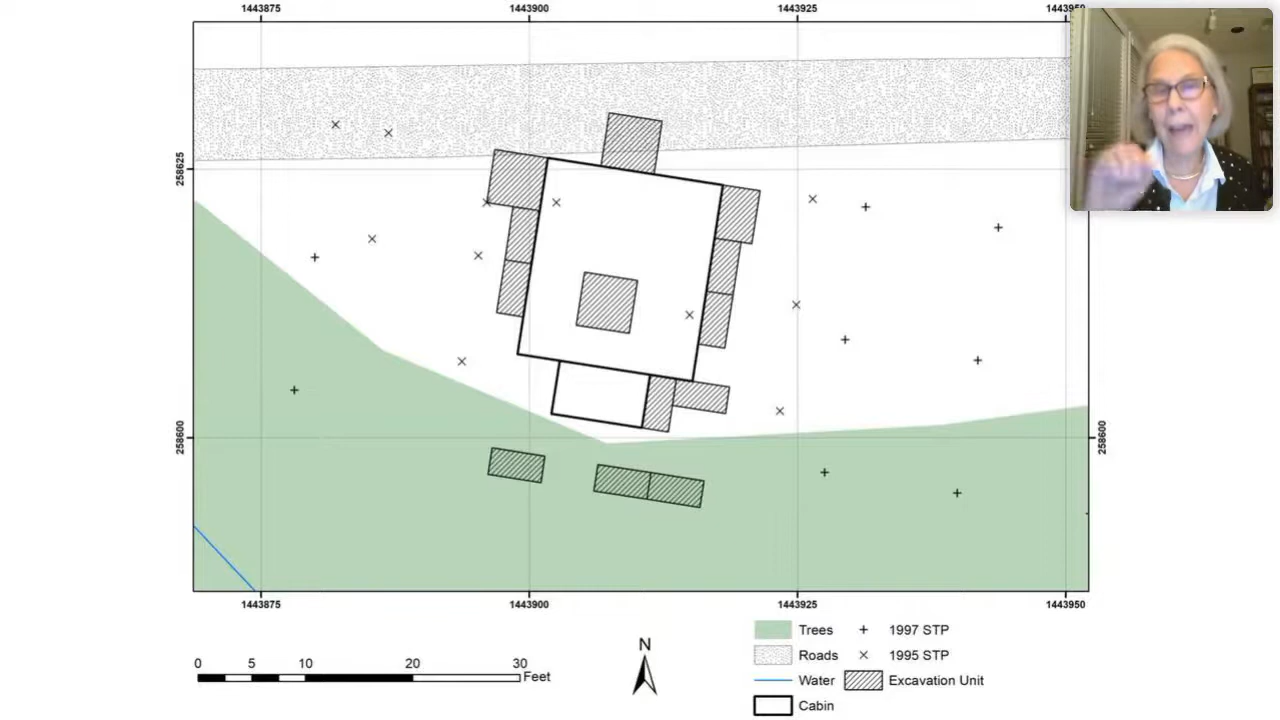 1443875 1443900 1443925 1443950
258625
258600 258600
1443875 1443900 1443925 1443950
0 5 10 20 30 Feet
N
Trees + 1997 STP
Roads × 1995 STP
Water Excavation Unit
Cabin